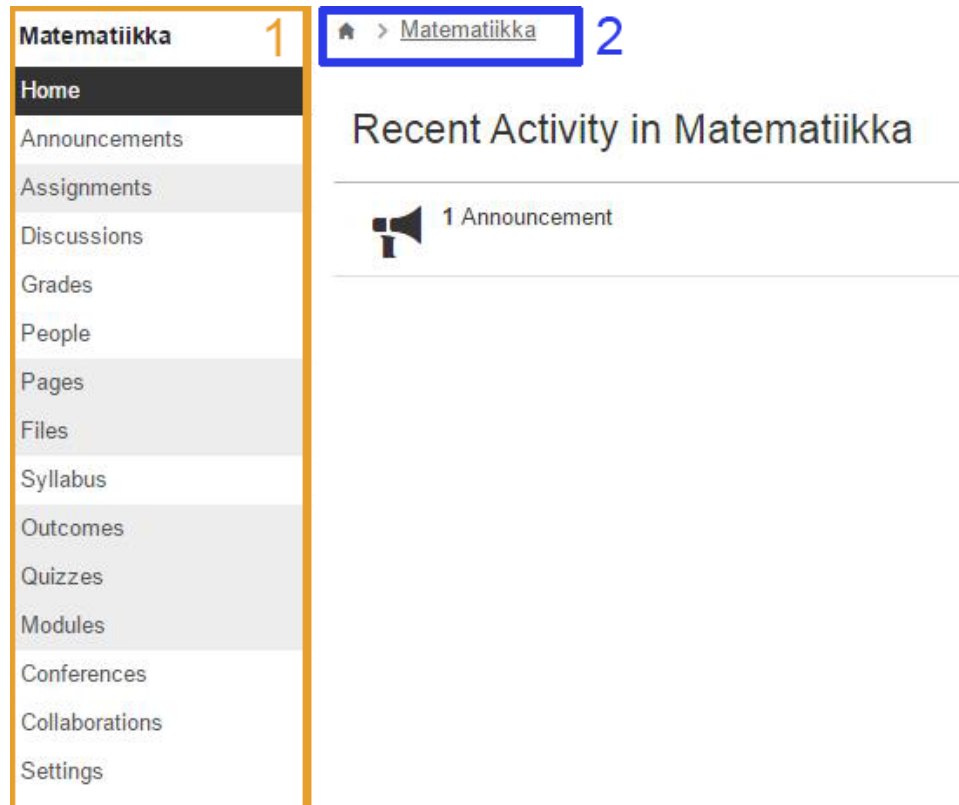 Matematiikka
1
Home
Announcements
Assignments
Discussions
Grades
People
Pages
Files
Syllabus
Outcomes
Quizzes
Modules
Conferences
Collaborations
Settings
> Matematiikka
2
Recent Activity in Matematiikka
1 Announcement